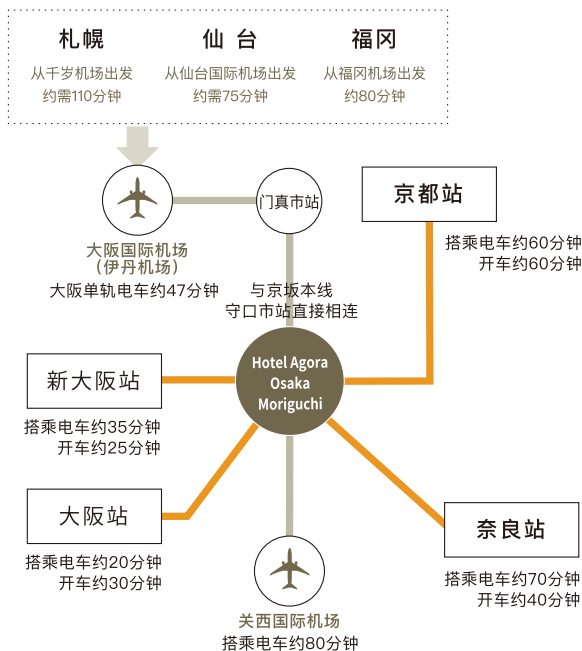 札幌
从千岁机场出发
约需110分钟
仙台
从仙台国际机场出发
约需75分钟
福冈
从福冈机场出发
约80分钟
大阪国际机场
(伊丹机场)
大阪单轨电车约47分钟
门真市站
与京坂本线
守口市站直接相连
京都站
搭乘电车约60分钟
开车约60分钟
Hotel Agora
Osaka
Moriguchi
新大阪站
搭乘电车约35分钟
开车约25分钟
大阪站
搭乘电车约20分钟
开车约30分钟
关西国际机场
搭乘电车约80分钟
奈良站
搭乘电车约70分钟
开车约40分钟